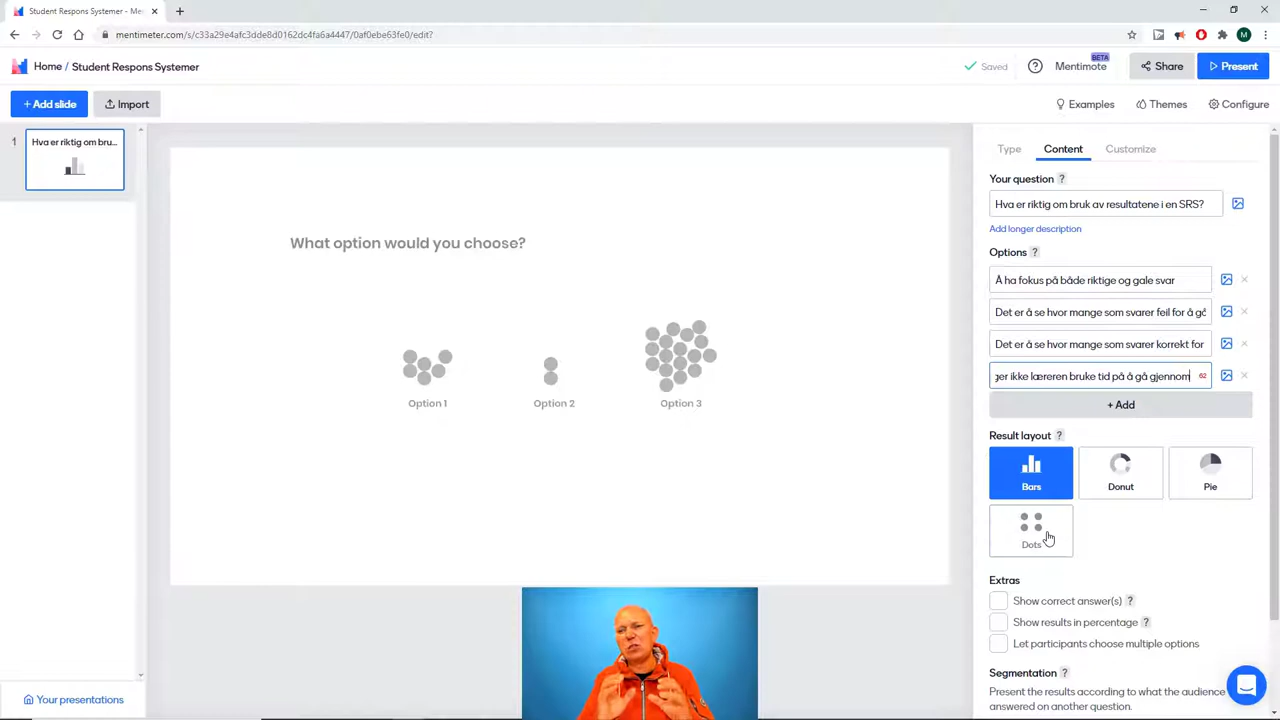 Student Respons Systemer - Men
mentimeter.com/s/c33a29e4afc3dde8d0162dc4fa6a4447/0af0ebe63fe0/edit?
M
Home / Student Respons Systemer
Saved
?
Mentimote
BETA
Share
Present
+ Add slide
Import
Examples
Themes
Configure
1
Hva er riktig om bru...
What option would you choose?
Option 1
Option 2
Option 3
Type
Content
Customize
Your question ?
Hva er riktig om bruk av resultatene i en SRS?
Add longer description
Options ?
Å ha fokus på både riktige og gale svar
Det er å se hvor mange som svarer feil for å gå
Det er å se hvor mange som svarer korrekt for
ger ikke læreren bruke tid på å gå gjennom 62
+ Add
Result layout ?
Bars
Donut
Pie
Dots
Extras
Show correct answer(s) ?
Show results in percentage ?
Let participants choose multiple options
Segmentation ?
Present the results according to what the audience
answered on another question.
Your presentations